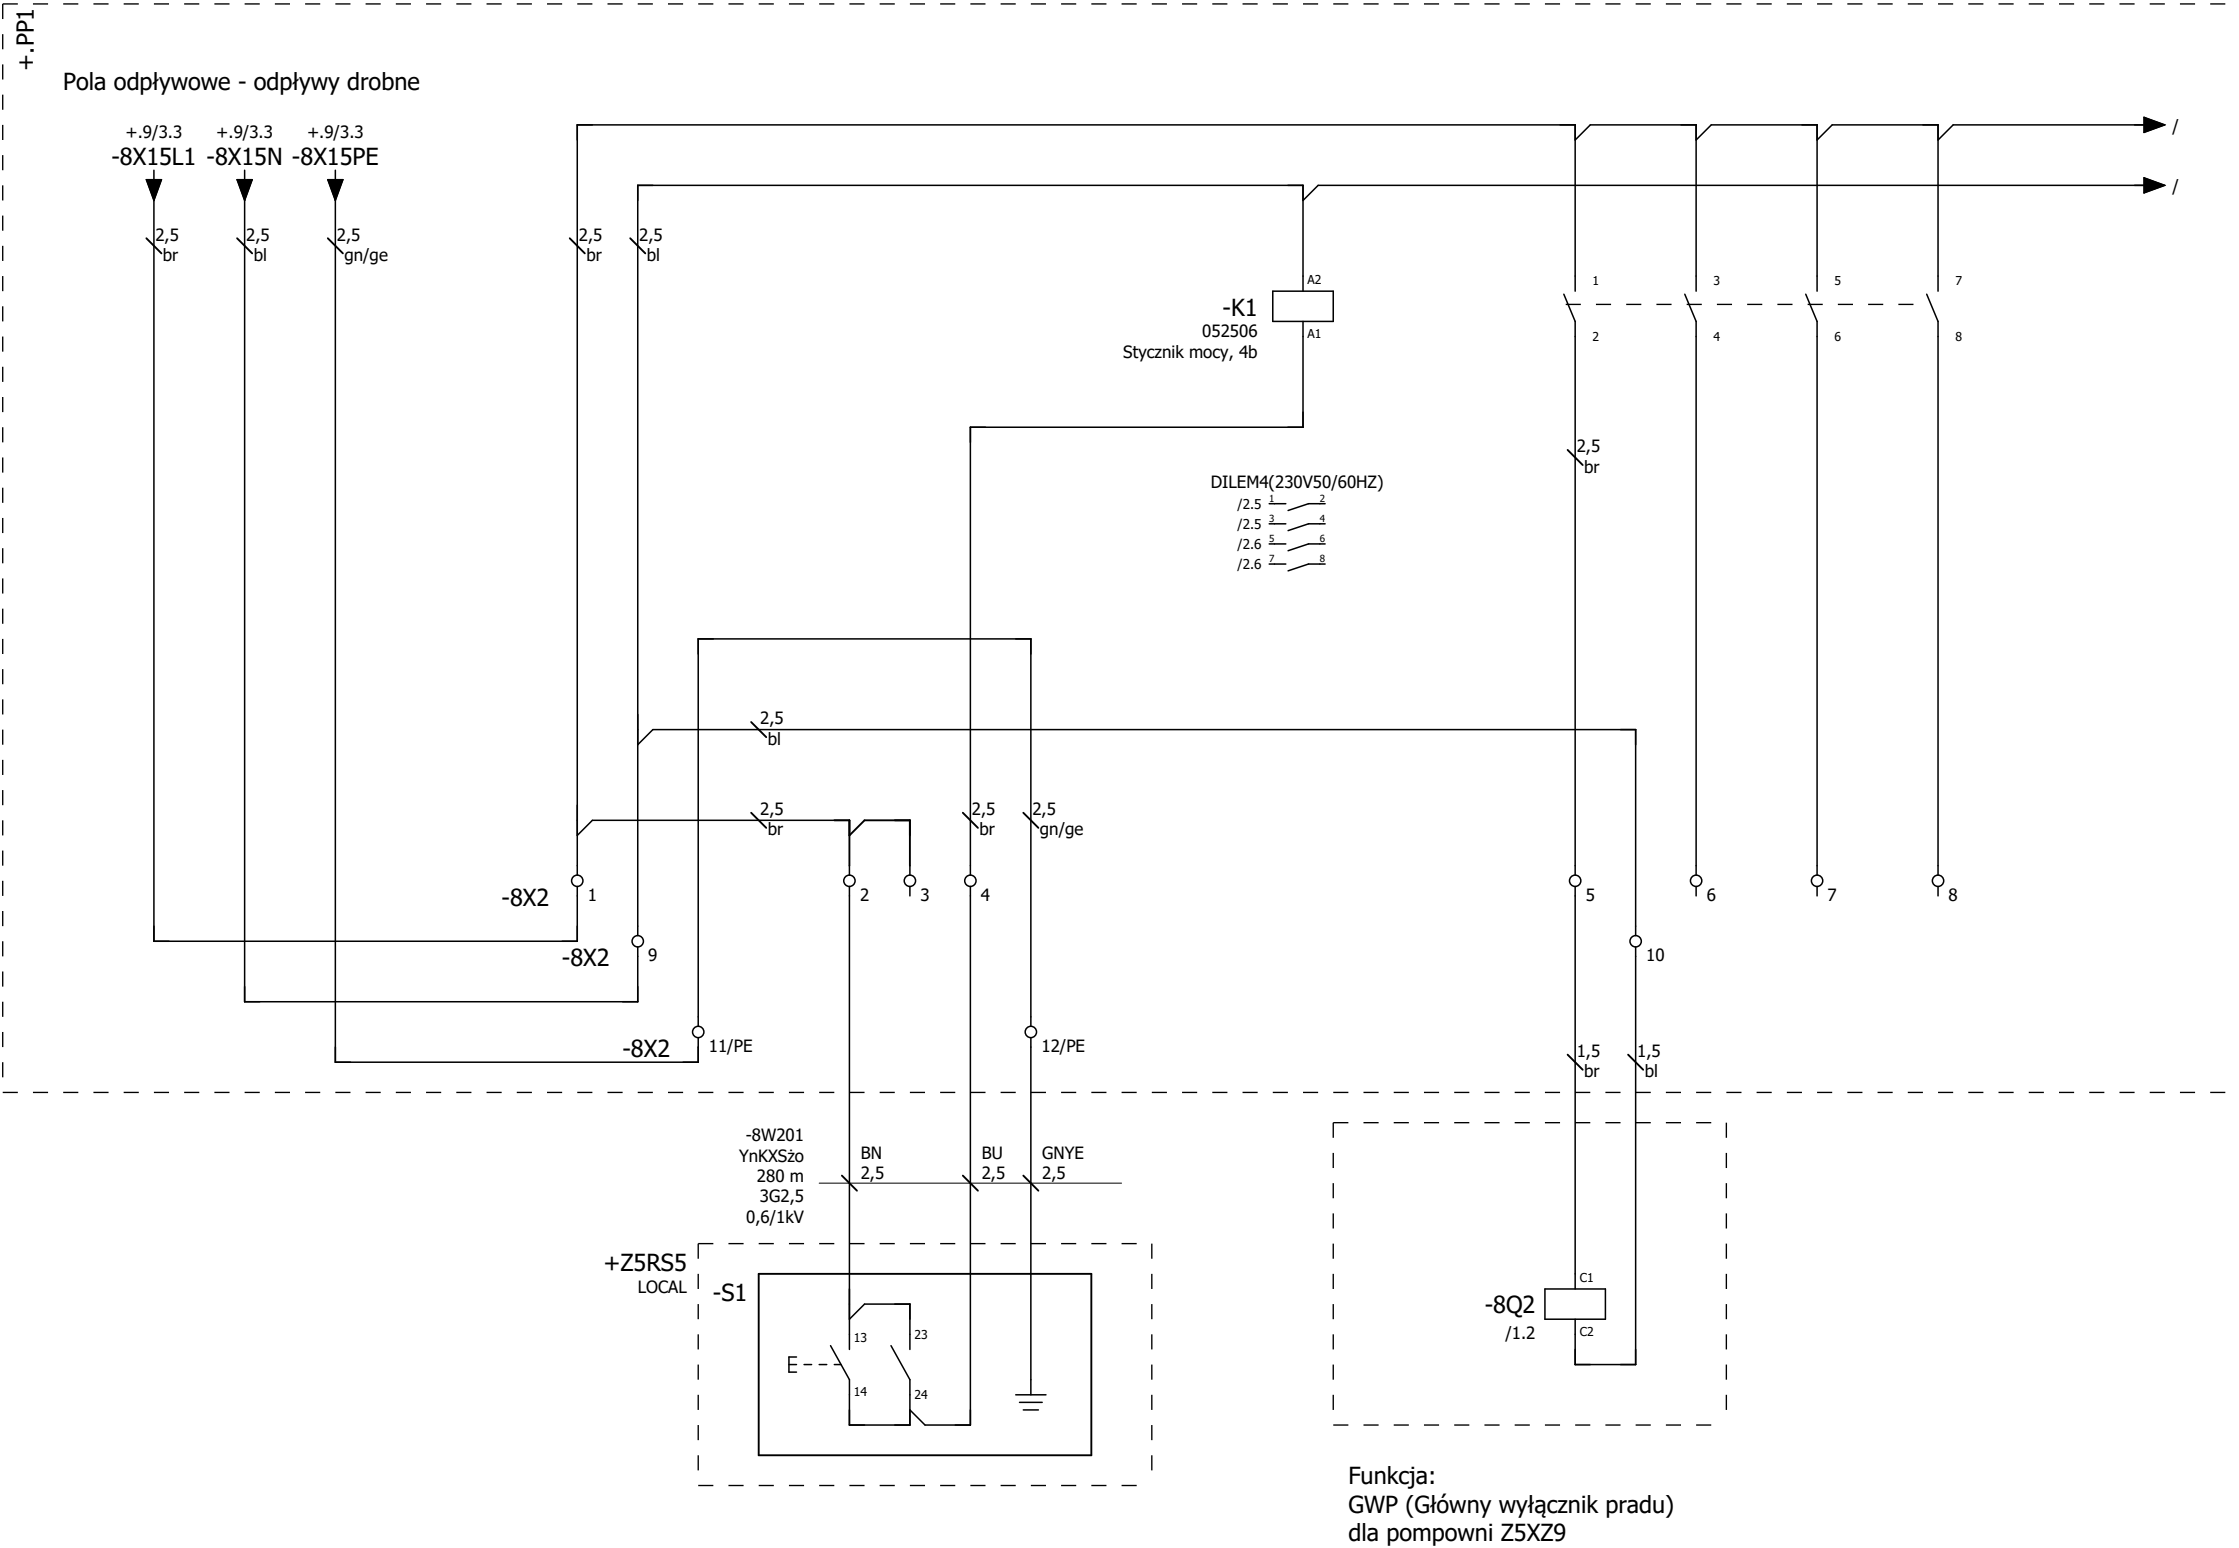 +.PP1
Pola odpływowe - odpływy drobne
+.9/3.3 +.9/3.3 +.9/3.3
-8X15L1 -8X15N -8X15PE
/
/
2,5 2,5 2,5 2,5 2,5
br bl gn/ge br bl
A2
-K1
052506
Stycznik mocy, 4b
A1
1 3 5 7
2 4 6 8
2,5
br
DILEM4(230V50/60HZ)
/2.5 1 2
/2.5 3 4
/2.6 5 6
/2.6 7 8
2,5
bl
2,5 2,5 2,5
br br gn/ge
-8X2 1 2 3 4 5 6 7 8
-8X2 9 10
-8X2 11/PE 12/PE
1,5 1,5
br bl
-8W201
YnKXSżo
280 m
3G2,5
0,6/1kV
BN BU GNYE
2,5 2,5 2,5
+Z5RS5
LOCAL
-S1
13 23
E
14 24
C1
-8Q2
/1.2
C2
Funkcja:
GWP (Główny wyłącznik pradu)
dla pompowni Z5XZ9